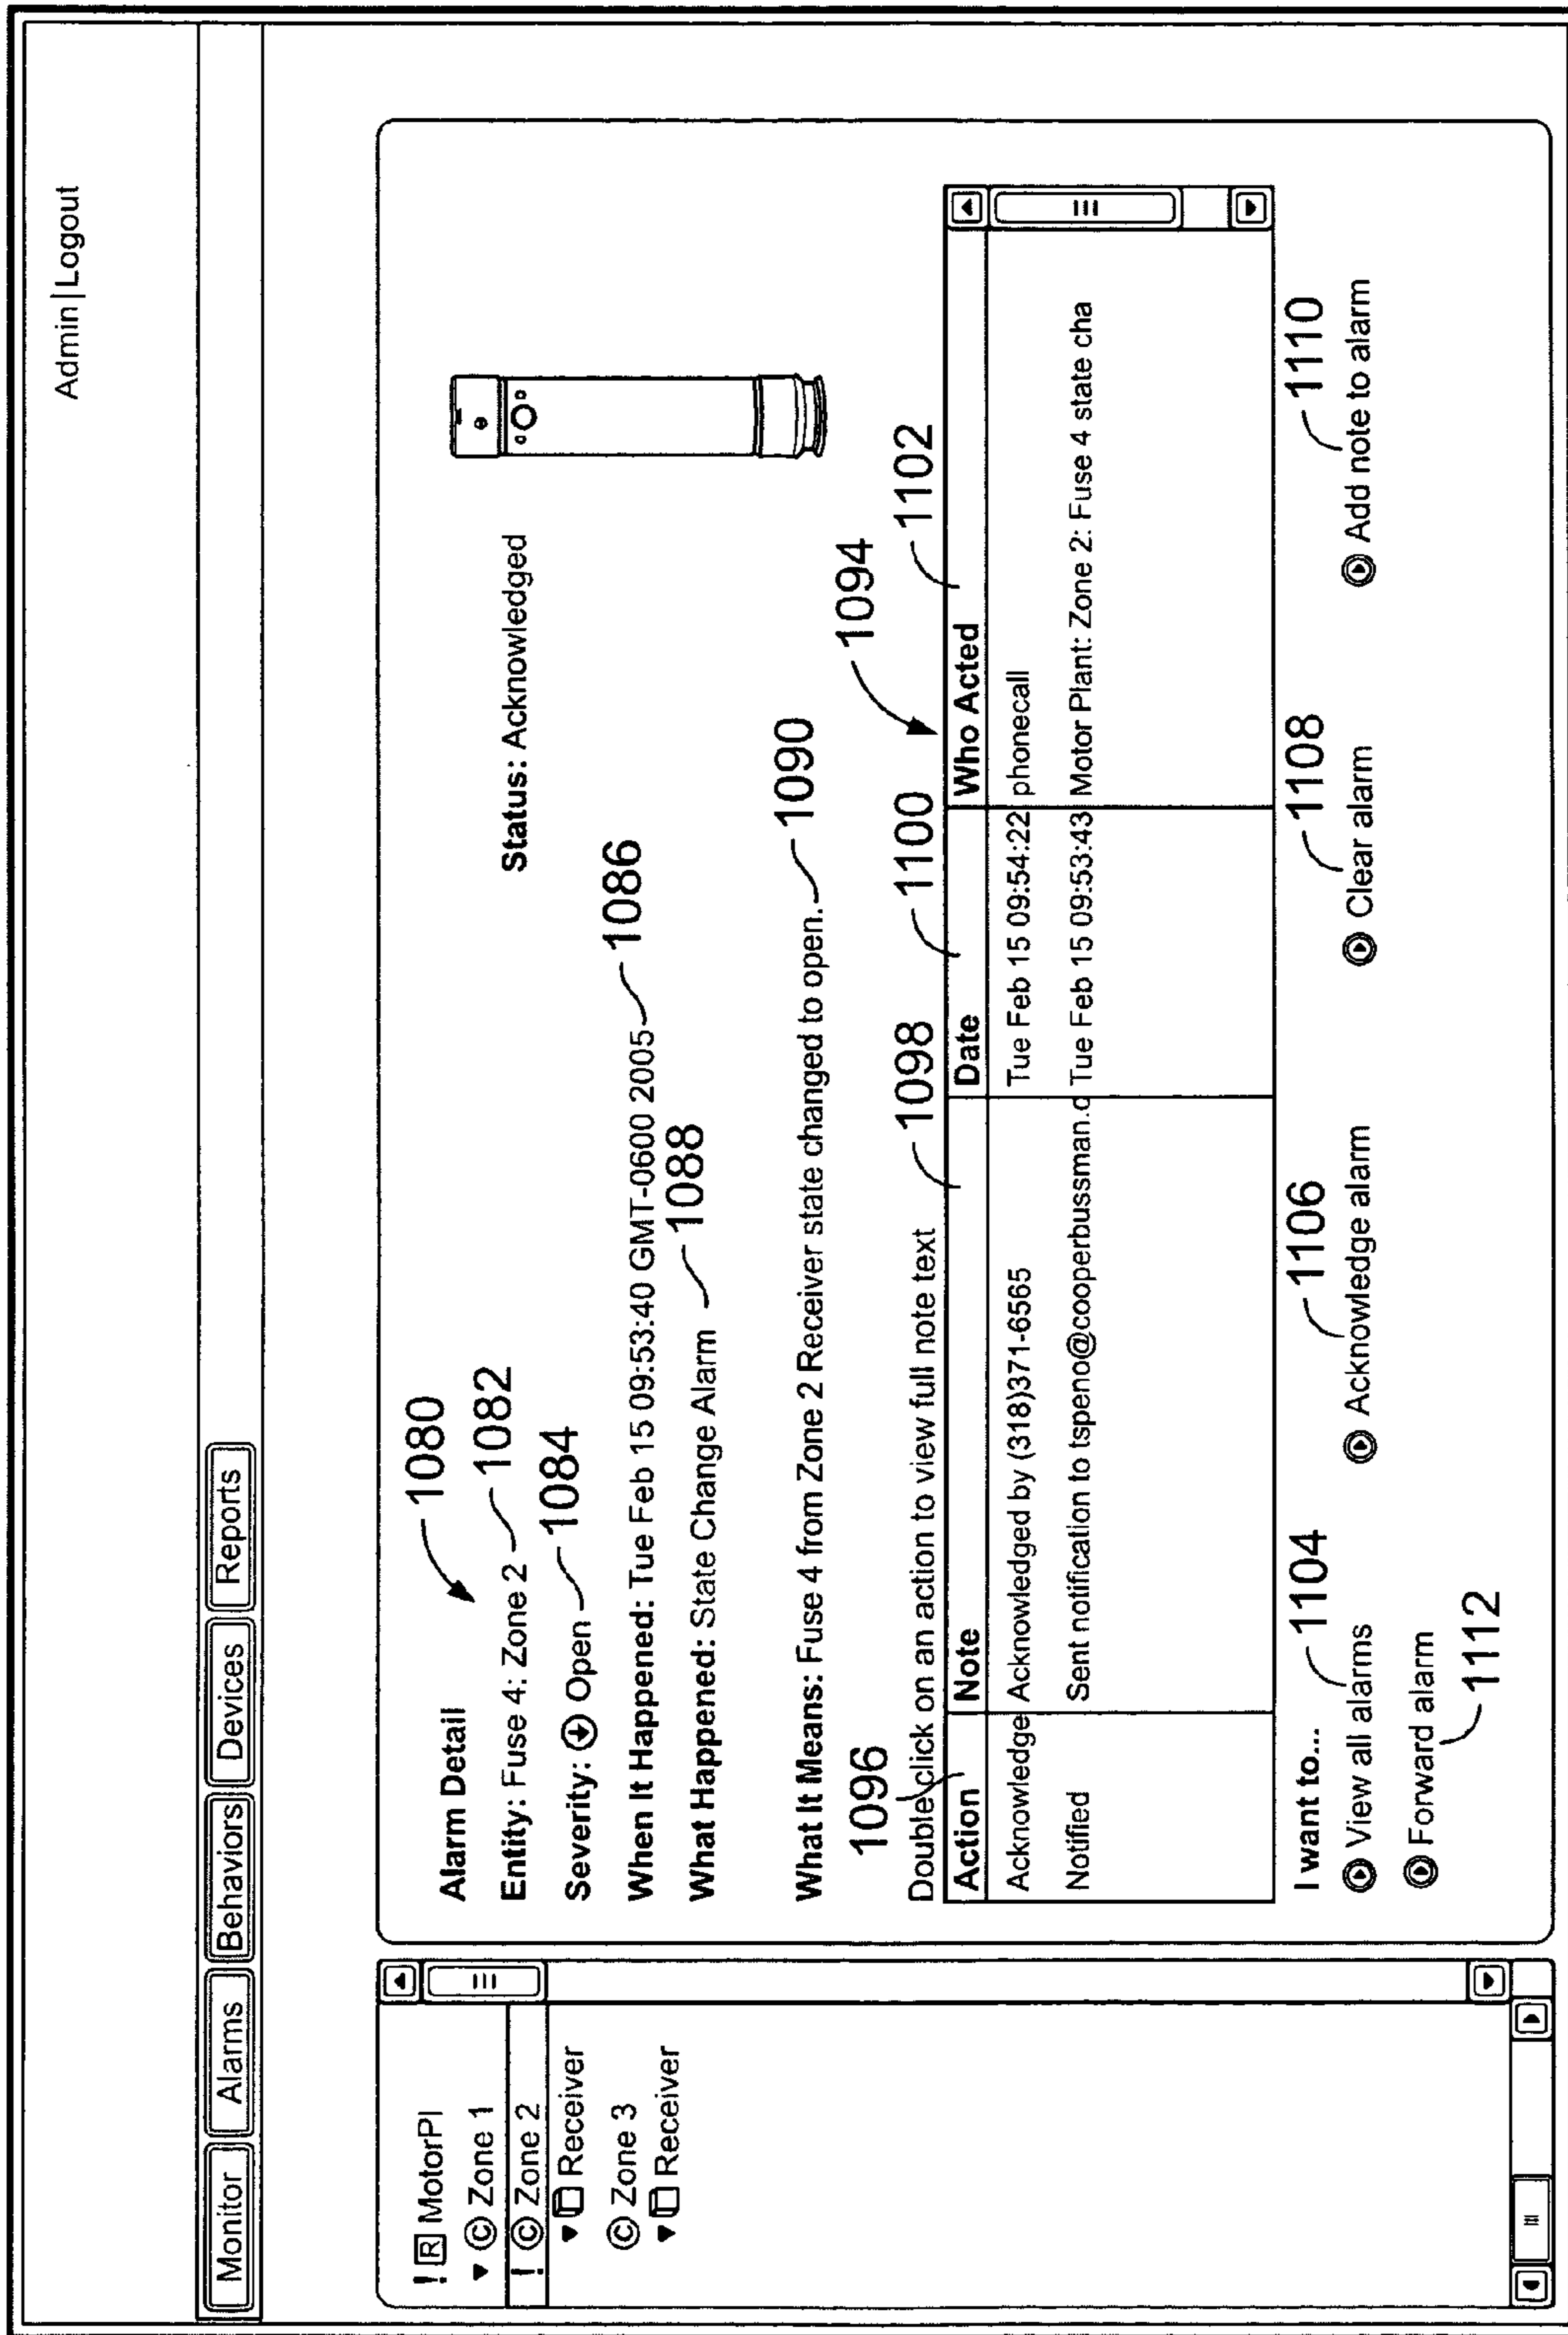 Admin|Logout
Monitor Alarms Behaviors Devices Reports
! R MotorPl
C Zone 1
! C Zone 2
Receiver
C Zone 3
Receiver
Alarm Detail 1080
Entity: Fuse 4: Zone 2 1082
Status: Acknowledged
Severity: Open 1084
When It Happened: Tue Feb 15 09:53:40 GMT-0600 2005 1086
What Happened: State Change Alarm 1088
What It Means: Fuse 4 from Zone 2 Receiver state changed to open. 1090
1094
1096 1098 1100 1102
Double click on an action to view full note text
Action Note Date Who Acted
Acknowledge Acknowledged by (318)371-6565 Tue Feb 15 09:54:22 phonecall
Notified Sent notification to tspeno@cooperbussman.c Tue Feb 15 09:53:43 Motor Plant: Zone 2: Fuse 4 state cha
I want to... 1104 1106 1108 1110
View all alarms Acknowledge alarm Clear alarm Add note to alarm
Forward alarm
1112